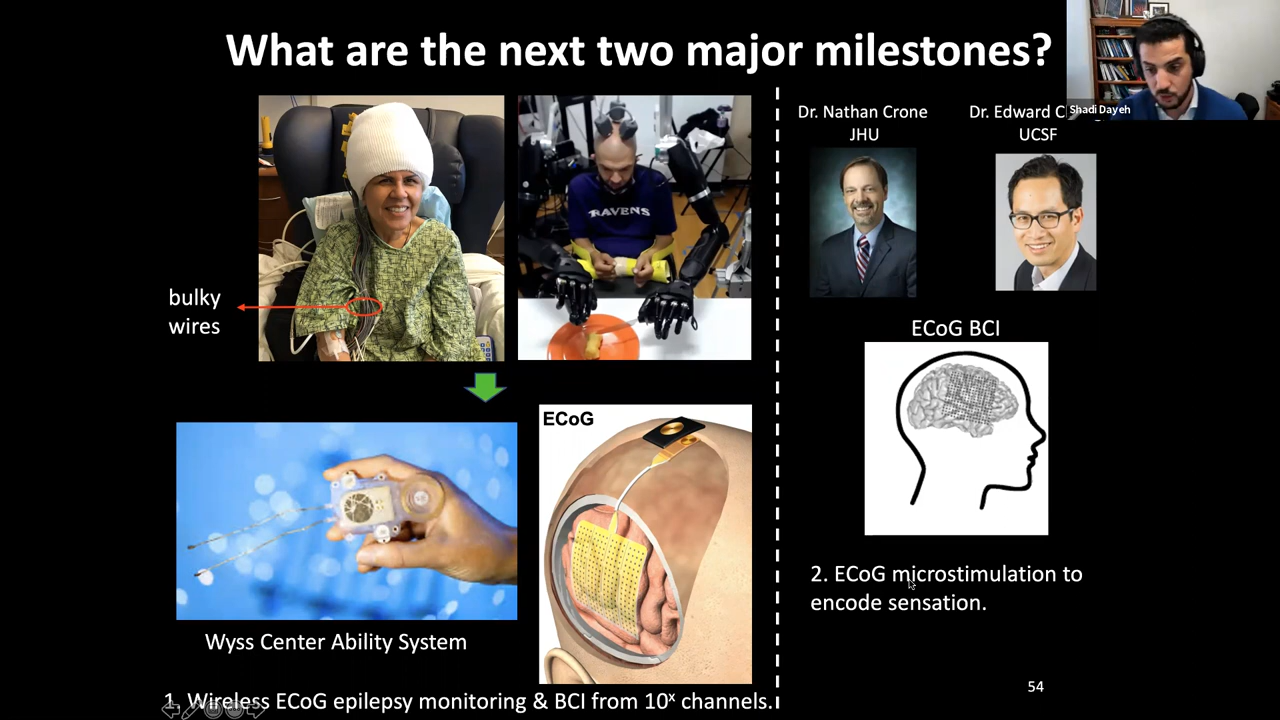 What are the next two major milestones?
Shadi Dayeh
Dr. Nathan Crone
JHU
Dr. Edward
UCSF
RAVENS
bulky
wires
ECoG BCI
ECoG
2. ECoG microstimulation to
encode sensation.
Wyss Center Ability System
1. Wireless ECoG epilepsy monitoring & BCI from 10ˣ channels.
54